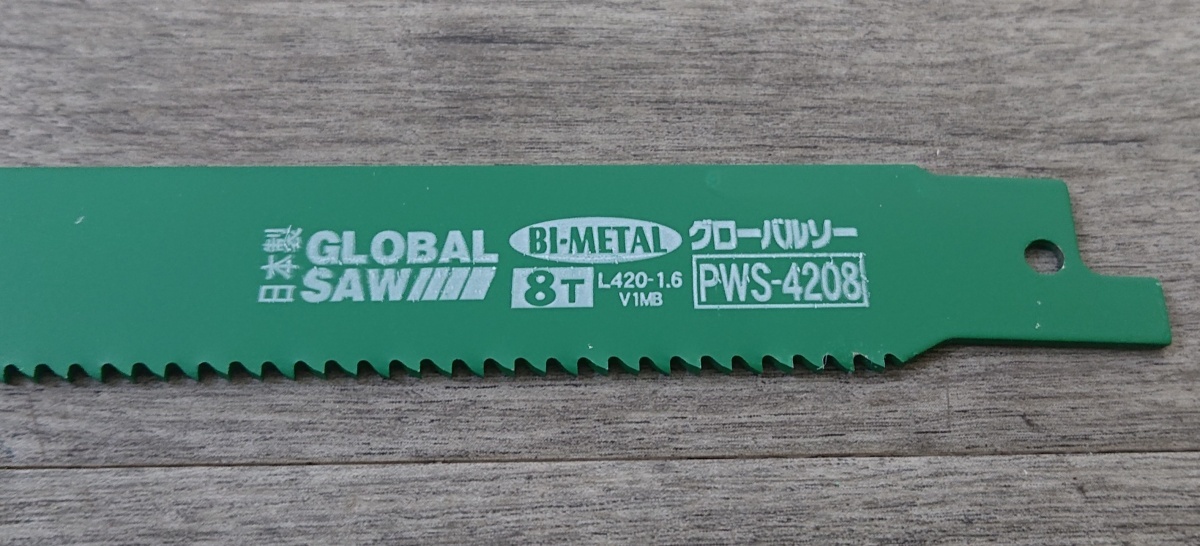 日本製
GLOBAL
SAW
BI-METAL
8T
L420-1.6
V1MB
グローバルソー
PWS-4208